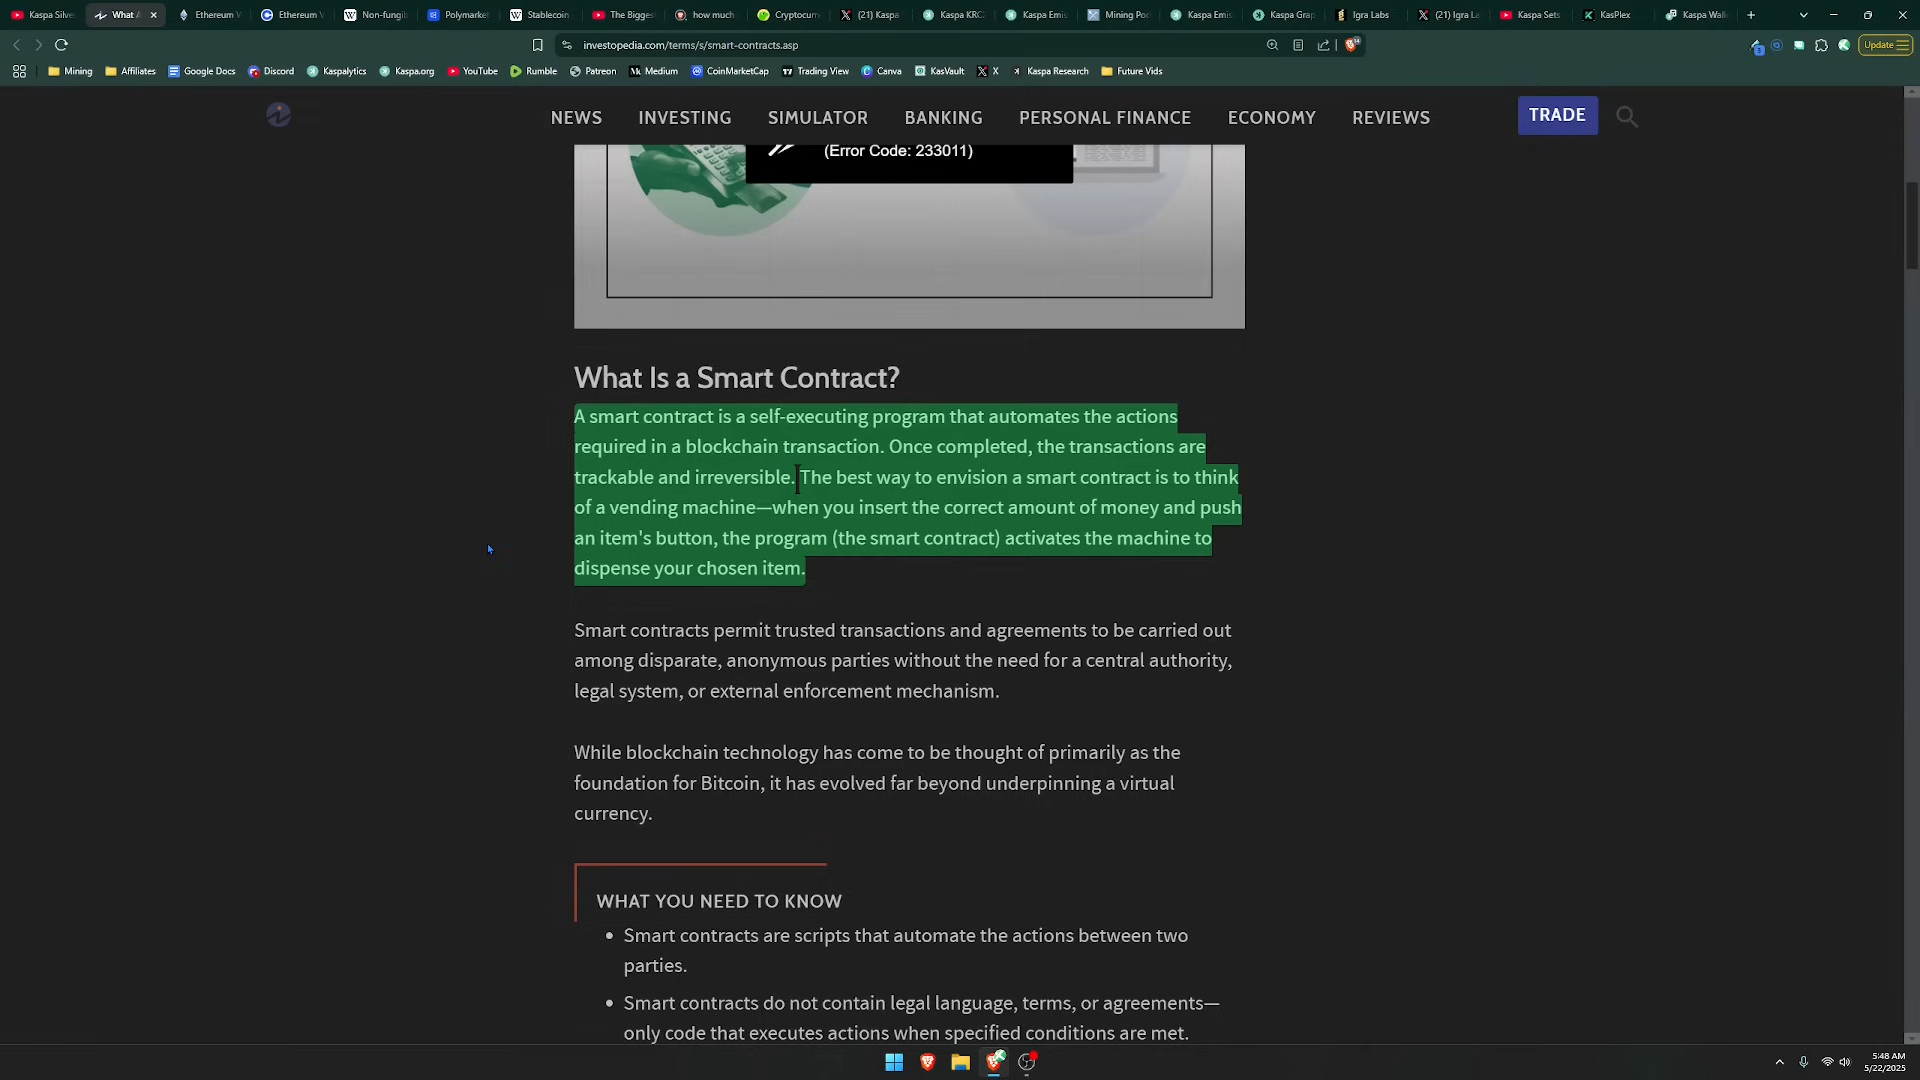 Kaspa Silve
What A
Ethereum V
Ethereum V
Non-fungib
Polymarket
Stablecoin
The Biggest
how much
Cryptocurr
(21) Kaspa
Kaspa KRC2
Kaspa Emis
Mining Poo
Kaspa Emis
Kaspa Grap
Igra Labs
(21) Igra La
Kaspa Sets
KasPlex
Kaspa Walle
investopedia.com/terms/s/smart-contracts.asp
Update
Mining
Affiliates
Google Docs
Discord
Kaspalytics
Kaspa.org
YouTube
Rumble
Patreon
Medium
CoinMarketCap
Trading View
Canva
KasVault
X
Kaspa Research
Future Vids
NEWS
INVESTING
SIMULATOR
BANKING
PERSONAL FINANCE
ECONOMY
REVIEWS
TRADE
(Error Code: 233011)
What Is a Smart Contract?
A smart contract is a self-executing program that automates the actions
required in a blockchain transaction. Once completed, the transactions are
trackable and irreversible. The best way to envision a smart contract is to think
of a vending machine—when you insert the correct amount of money and push
an item's button, the program (the smart contract) activates the machine to
dispense your chosen item.
Smart contracts permit trusted transactions and agreements to be carried out
among disparate, anonymous parties without the need for a central authority,
legal system, or external enforcement mechanism.
While blockchain technology has come to be thought of primarily as the
foundation for Bitcoin, it has evolved far beyond underpinning a virtual
currency.
WHAT YOU NEED TO KNOW
• Smart contracts are scripts that automate the actions between two
parties.
• Smart contracts do not contain legal language, terms, or agreements—
only code that executes actions when specified conditions are met.
5:48 AM
5/22/2025